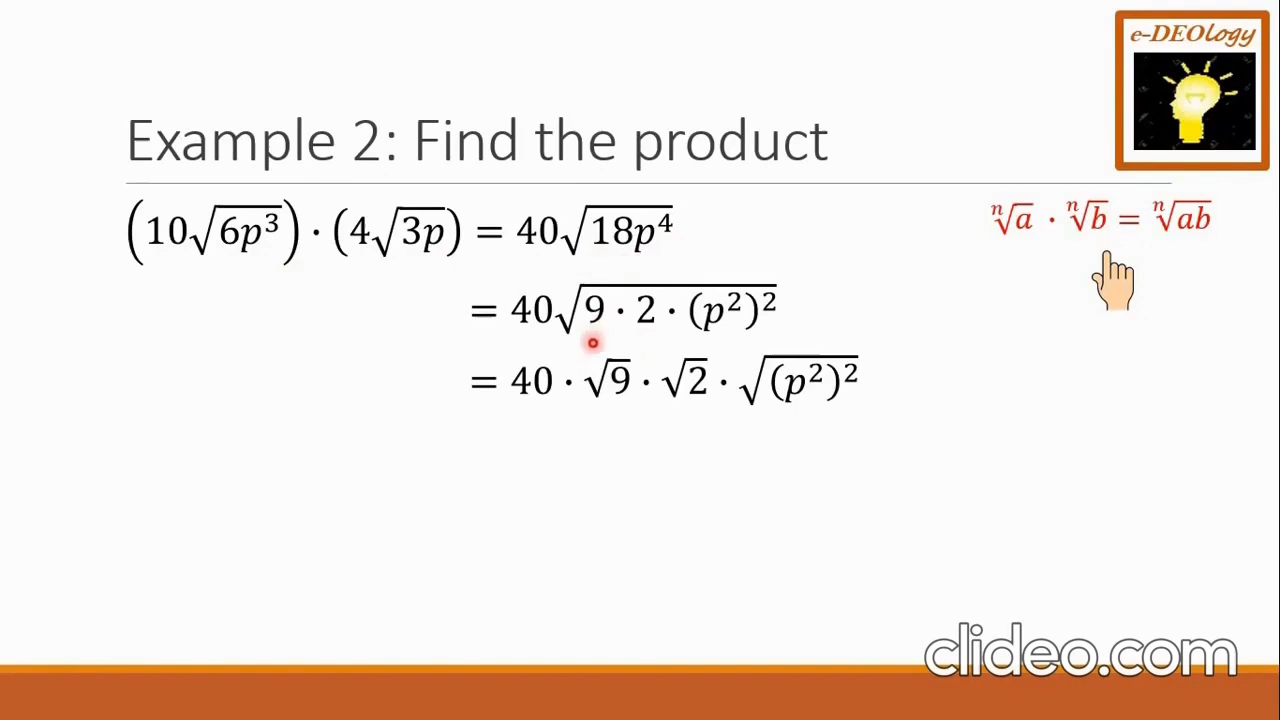 e-DEOlogy
Example 2: Find the product
(10√(6p³)) · (4√(3p)) = 40√(18p⁴)
ⁿ√a · ⁿ√b = ⁿ√(ab)
= 40√(9 · 2 · (p²)²)
= 40 · √9 · √2 · √((p²)²)
clideo.com